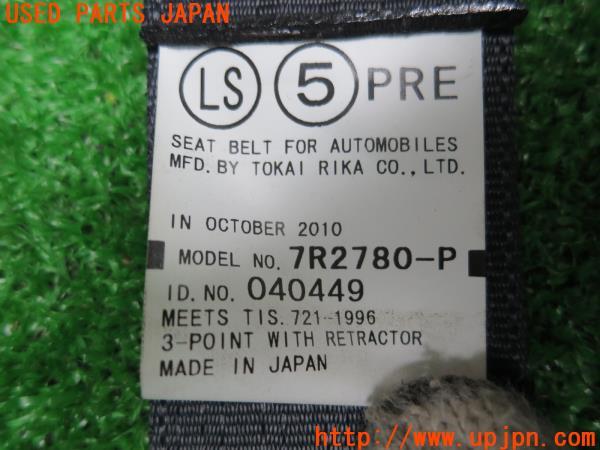 USED PARTS JAPAN
LS 5 PRE
SEAT BELT FOR AUTOMOBILES
MFD. BY TOKAI RIKA CO., LTD.
IN OCTOBER 2010
MODEL NO. 7R2780-P
ID. NO. 040449
MEETS TIS. 721-1996
3-POINT WITH RETRACTOR
MADE IN JAPAN
http://www.upjpn.com